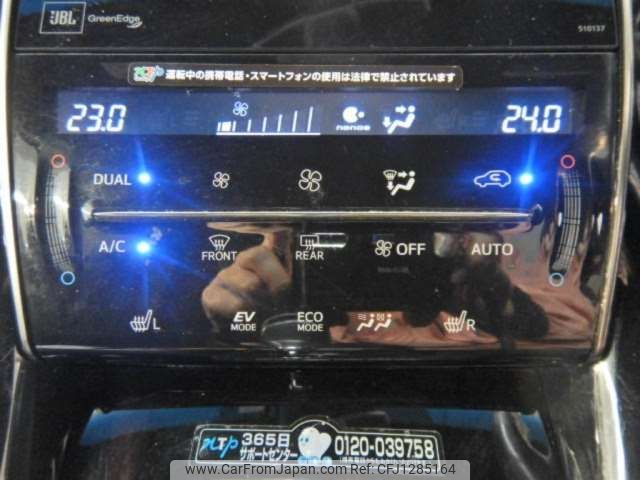 JBL GreenEdge
510137
運転中の携帯電話・スマートフォンの使用は法律で禁止されています
23.0 nanoe 24.0
DUAL
A/C FRONT REAR OFF AUTO
L EV MODE ECO MODE R
365日
サポートセンター
0120-039758
www.carfromjapan.com Car From Japan ©CFJ1285164